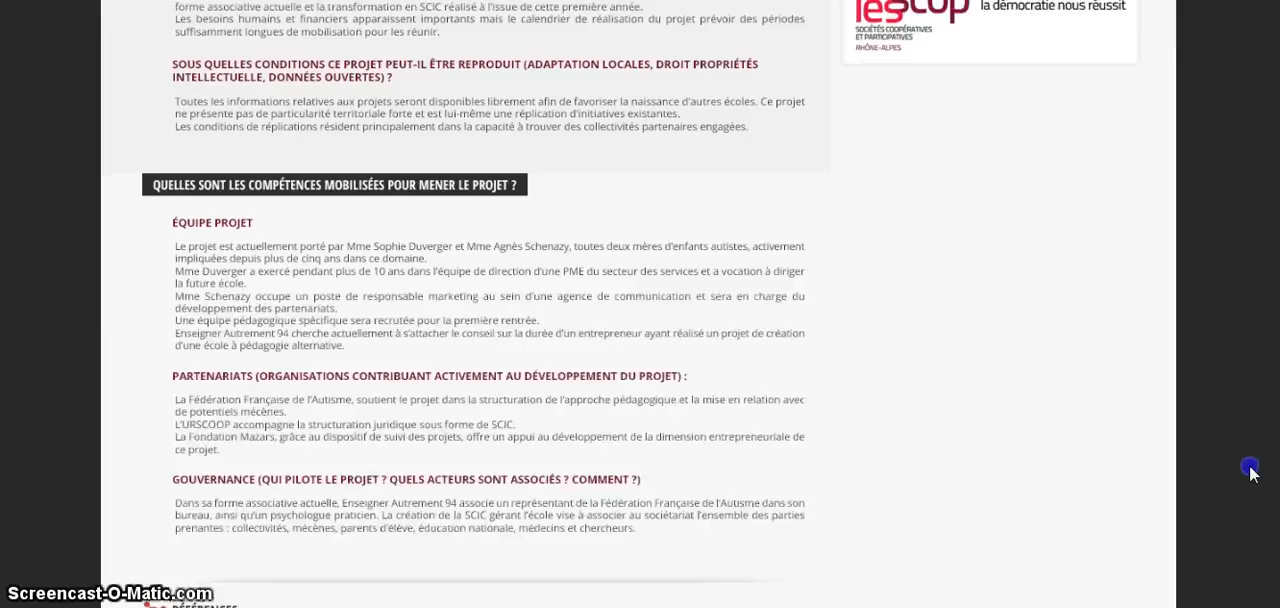 forme associative actuelle et la transformation en SCIC réalisé à l'issue de cette première année.
Les besoins humains et financiers apparaissent importants mais le calendrier de réalisation du projet prévoir des périodes
suffisamment longues de mobilisation pour les réunir.
SOUS QUELLES CONDITIONS CE PROJET PEUT-IL ÊTRE REPRODUIT (ADAPTATION LOCALES, DROIT PROPRIÉTÉS
INTELLECTUELLE, DONNÉES OUVERTES) ?
Toutes les informations relatives aux projets seront disponibles librement afin de favoriser la naissance d'autres écoles. Ce projet
ne présente pas de particularité territoriale forte et est lui-même une réplication d'initiatives existantes.
Les conditions de réplications résident principalement dans la capacité à trouver des collectivités partenaires engagées.
QUELLES SONT LES COMPÉTENCES MOBILISÉES POUR MENER LE PROJET ?
ÉQUIPE PROJET
Le projet est actuellement porté par Mme Sophie Duverger et Mme Agnès Schenazy, toutes deux mères d'enfants autistes, activement
impliquées depuis plus de cinq ans dans ce domaine.
Mme Duverger a exercé pendant plus de 10 ans dans l'équipe de direction d'une PME du secteur des services et a vocation à diriger
la future école.
Mme Schenazy occupe un poste de responsable marketing au sein d'une agence de communication et sera en charge du
développement des partenariats.
Une équipe pédagogique spécifique sera recrutée pour la première rentrée.
Enseigner Autrement 94 cherche actuellement à s'attacher le conseil sur la durée d'un entrepreneur ayant réalisé un projet de création
d'une école à pédagogie alternative.
PARTENARIATS (ORGANISATIONS CONTRIBUANT ACTIVEMENT AU DÉVELOPPEMENT DU PROJET) :
La Fédération Française de l'Autisme, soutient le projet dans la structuration de l'approche pédagogique et la mise en relation avec
de potentiels mécènes.
L'URSCOOP accompagne la structuration juridique sous forme de SCIC.
La Fondation Mazars, grâce au dispositif de suivi des projets, offre un appui au développement de la dimension entrepreneuriale de
ce projet.
GOUVERNANCE (QUI PILOTE LE PROJET ? QUELS ACTEURS SONT ASSOCIÉS ? COMMENT ?)
Dans sa forme associative actuelle, Enseigner Autrement 94 associe un représentant de la Fédération Française de l'Autisme dans son
bureau, ainsi qu'un psychologue praticien. La création de la SCIC gérant l'école vise à associer au sociétariat l'ensemble des parties
prenantes : collectivités, mécènes, parents d'élève, éducation nationale, médecins et chercheurs.
RÉFÉRENCES
les scop
la démocratie nous réussit
SOCIÉTÉS COOPÉRATIVES
ET PARTICIPATIVES
RHÔNE-ALPES
Screencast-O-Matic.com